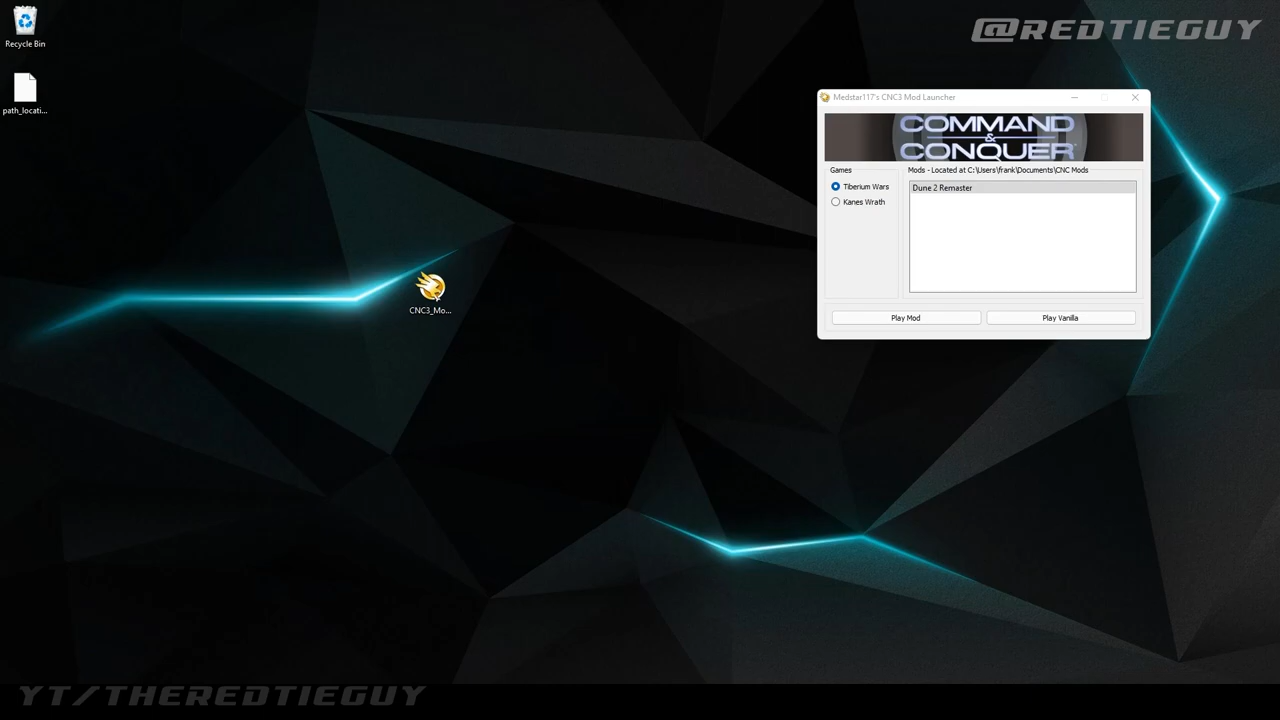 @REDTIEGUY
Recycle Bin
path_locati...
Medstar117's CNC3 Mod Launcher
COMMAND
&
CONQUER
Games
Tiberium Wars
Kanes Wrath
Mods - Located at C:\Users\frank\Documents\CNC Mods
Dune 2 Remaster
Play Mod
Play Vanilla
CNC3_Mo...
YT/THEREDTIEGUY